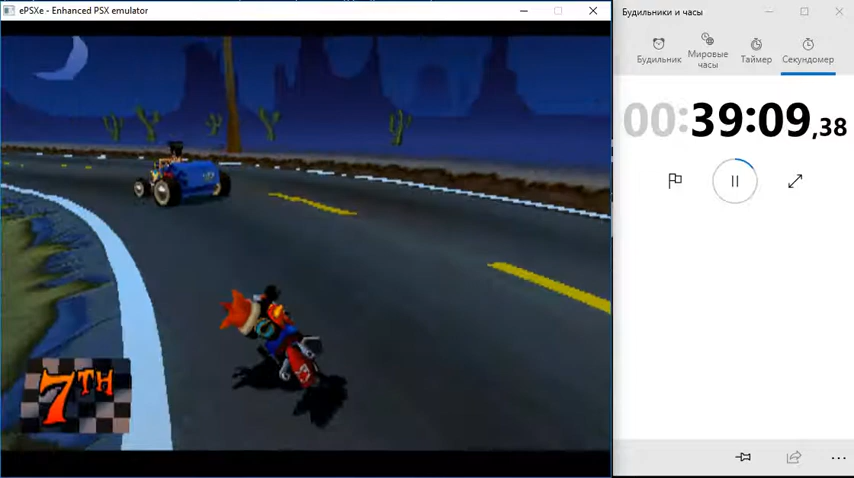 ePSXe - Enhanced PSX emulator
7TH
Будильники и часы
Будильник
Мировые
часы
Таймер
Секундомер
00:39:09,38